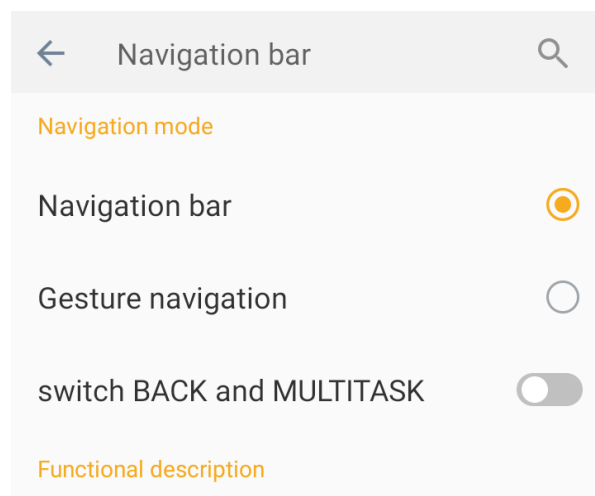 Navigation bar
Navigation mode
Navigation bar
Gesture navigation
switch BACK and MULTITASK
Functional description